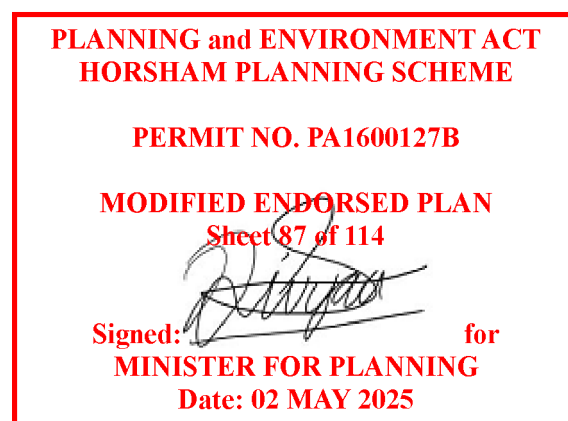 PLANNING and ENVIRONMENT ACT
HORSHAM PLANNING SCHEME
PERMIT NO. PA1600127B
MODIFIED ENDORSED PLAN
Sheet 87 of 114
Signed: for
MINISTER FOR PLANNING
Date: 02 MAY 2025